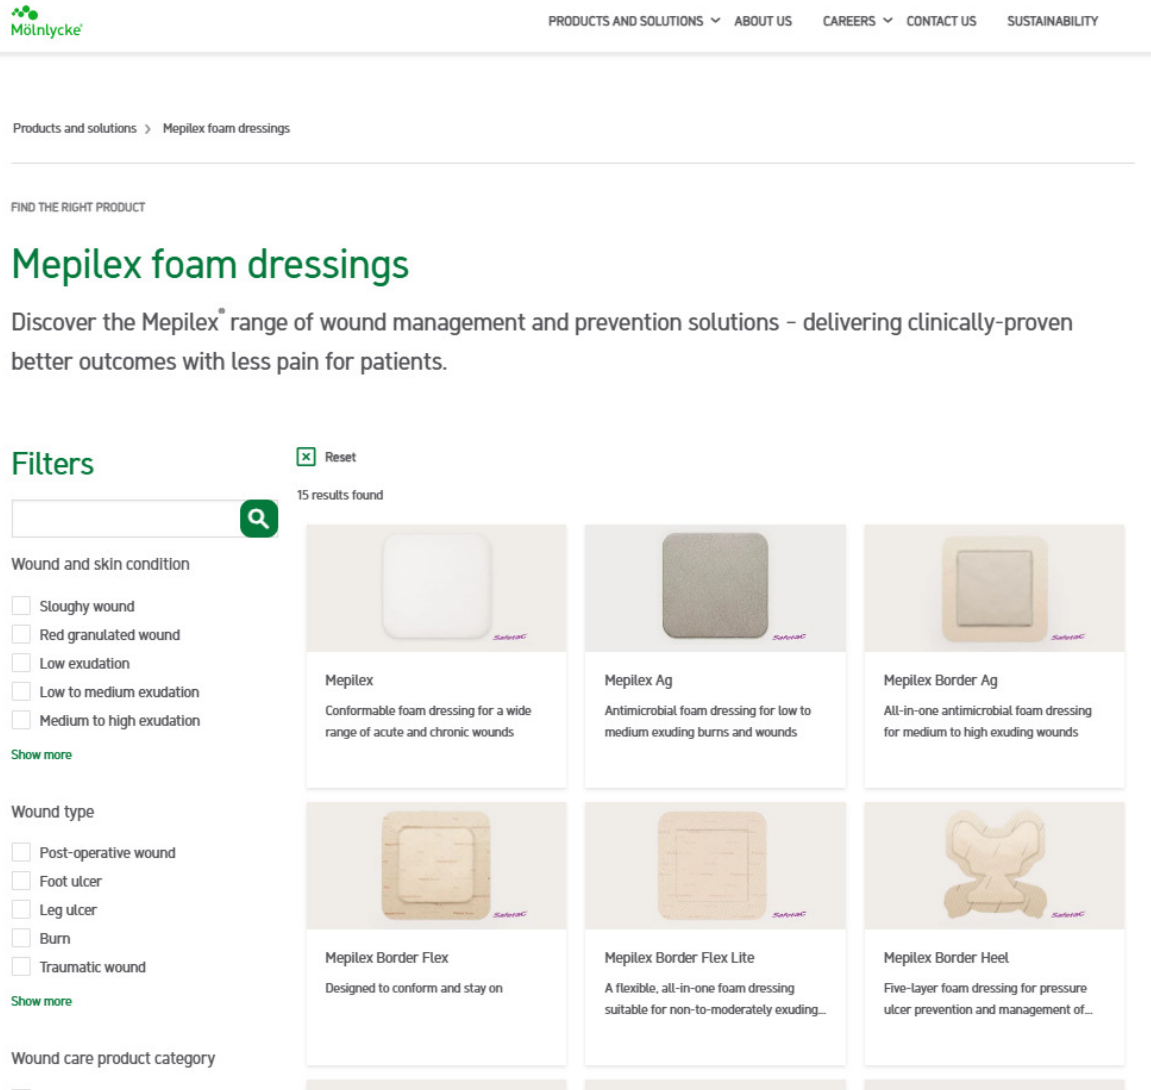 Mölnlycke®
PRODUCTS AND SOLUTIONS ABOUT US CAREERS CONTACT US SUSTAINABILITY
Products and solutions > Mepilex foam dressings
FIND THE RIGHT PRODUCT
Mepilex foam dressings
Discover the Mepilex® range of wound management and prevention solutions – delivering clinically-proven
better outcomes with less pain for patients.
Filters
Wound and skin condition
Sloughy wound
Red granulated wound
Low exudation
Low to medium exudation
Medium to high exudation
Show more
Wound type
Post-operative wound
Foot ulcer
Leg ulcer
Burn
Traumatic wound
Show more
Wound care product category
Reset
15 results found
Safetac
Mepilex
Conformable foam dressing for a wide
range of acute and chronic wounds
Safetac
Mepilex Ag
Antimicrobial foam dressing for low to
medium exuding burns and wounds
Safetac
Mepilex Border Ag
All-in-one antimicrobial foam dressing
for medium to high exuding wounds
Safetac
Mepilex Border Flex
Designed to conform and stay on
Safetac
Mepilex Border Flex Lite
A flexible, all-in-one foam dressing
suitable for non-to-moderately exuding...
Safetac
Mepilex Border Heel
Five-layer foam dressing for pressure
ulcer prevention and management of...